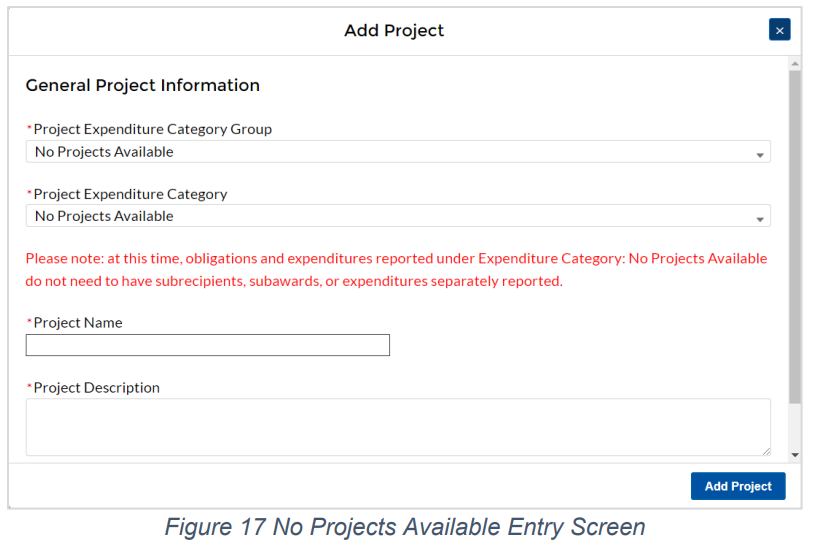 Add Project
×
General Project Information
*Project Expenditure Category Group
No Projects Available
*Project Expenditure Category
No Projects Available
Please note: at this time, obligations and expenditures reported under Expenditure Category: No Projects Available
do not need to have subrecipients, subawards, or expenditures separately reported.
*Project Name
*Project Description
Add Project
Figure 17 No Projects Available Entry Screen